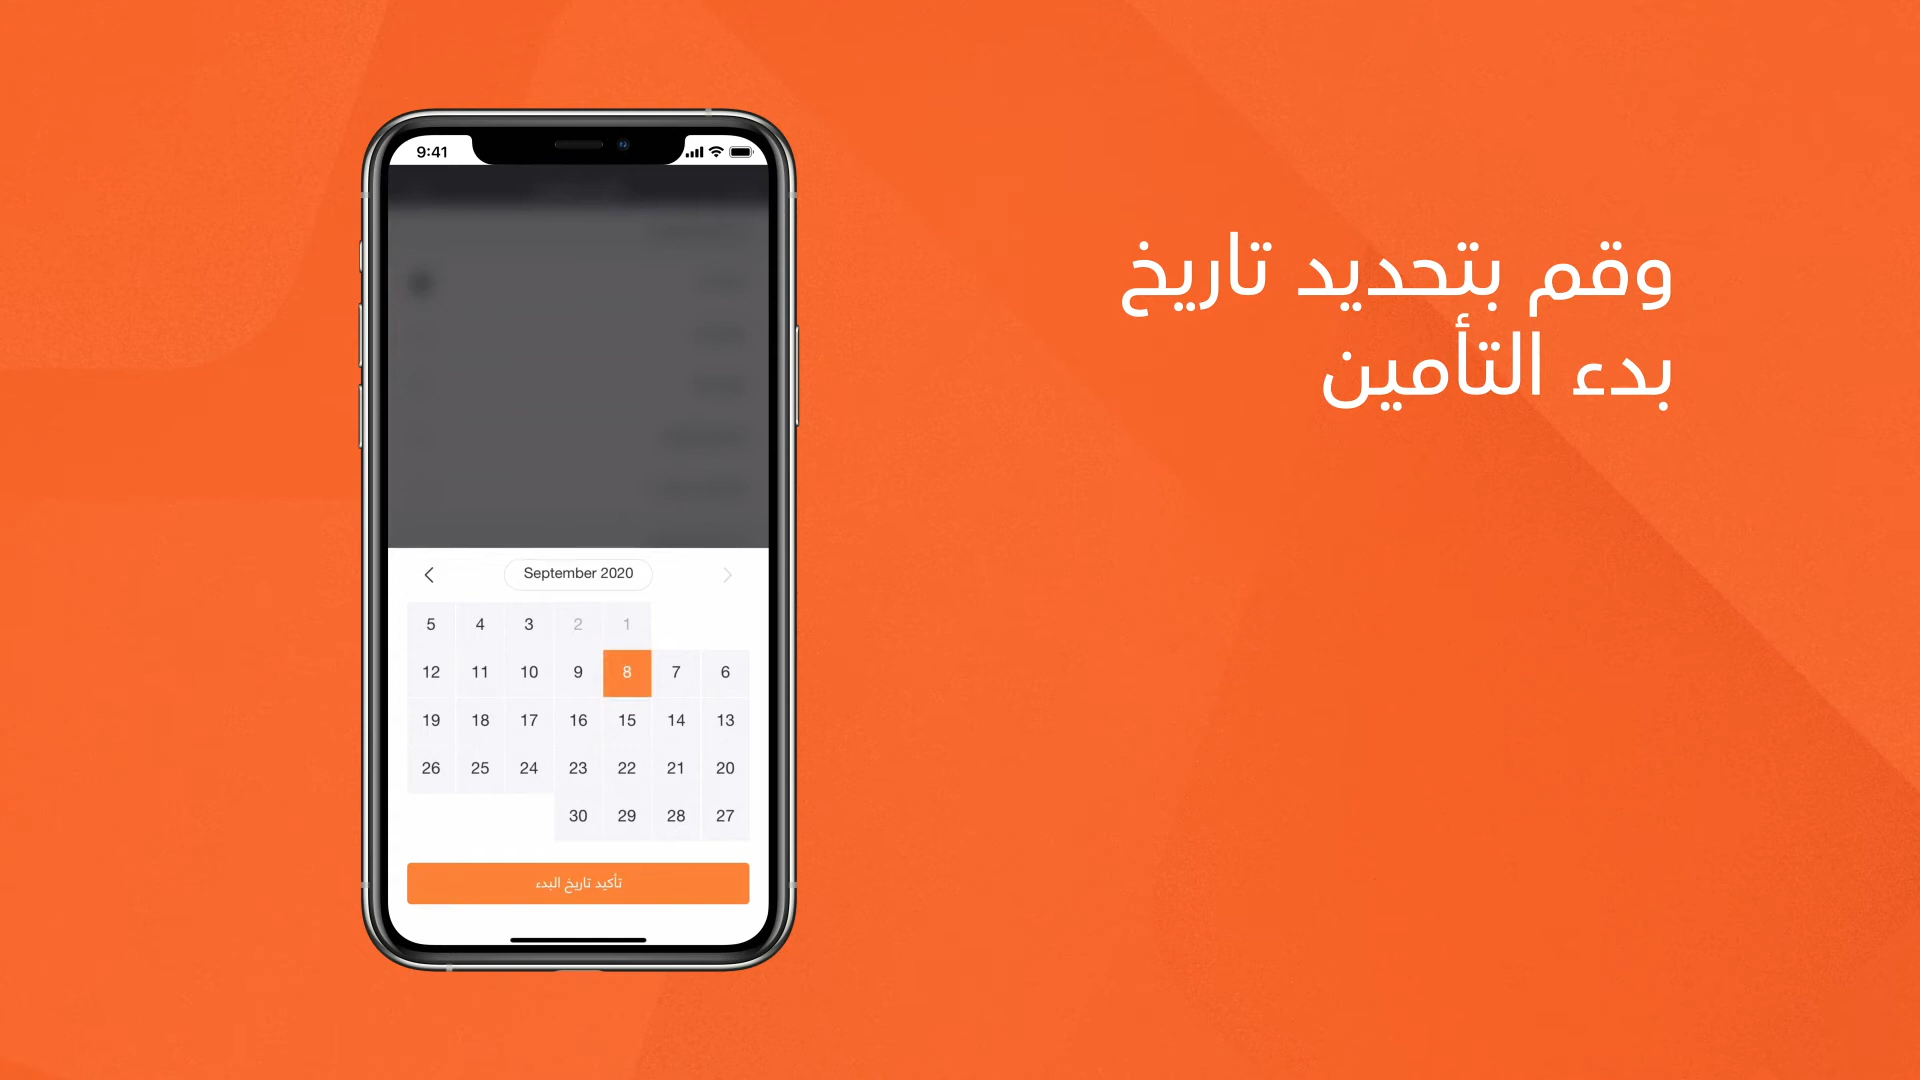 وقم بتحديد تاريخ
بدء التأمين
9:41
September 2020
1 2 3 4 5
6 7 8 9 10 11 12
13 14 15 16 17 18 19
20 21 22 23 24 25 26
27 28 29 30
تأكيد تاريخ البدء